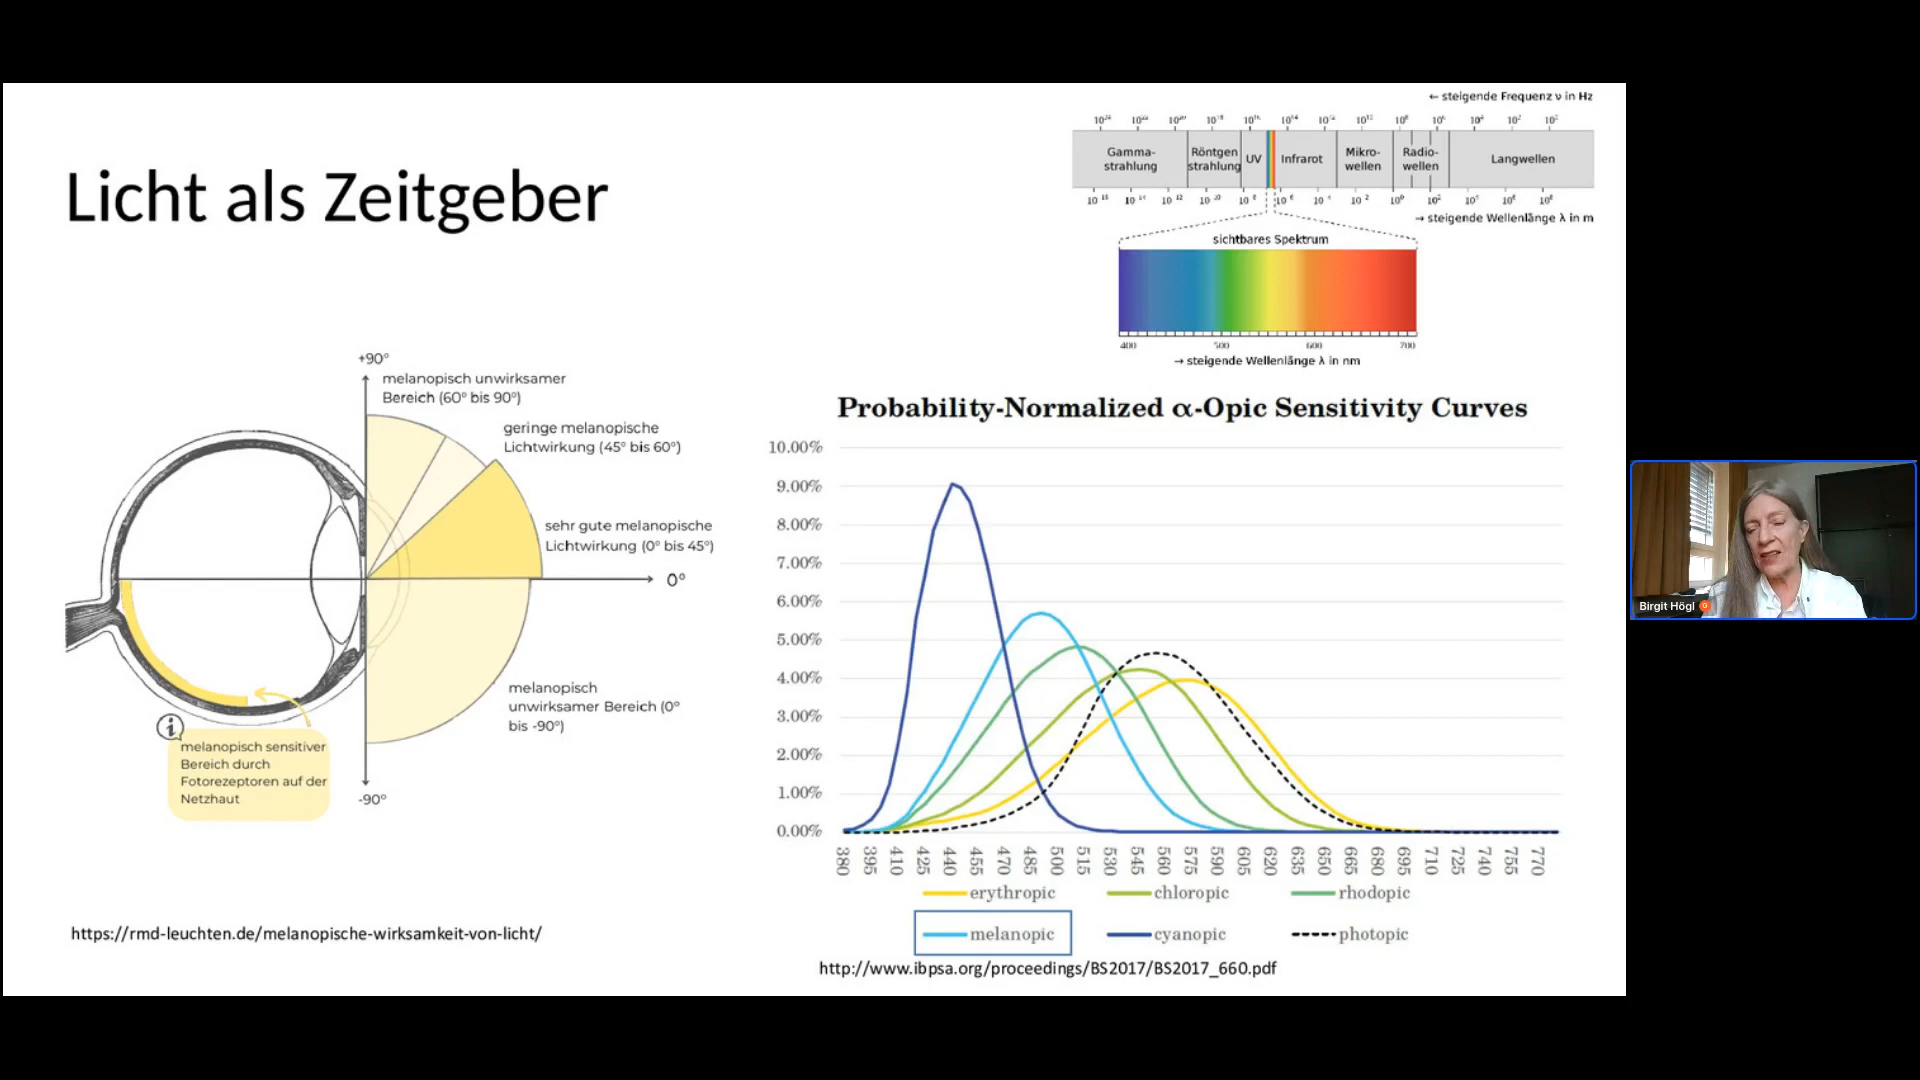 Licht als Zeitgeber
← steigende Frequenz ν in Hz
Gamma-
strahlung
Röntgen
strahlung
UV
Infrarot
Mikro-
wellen
Radio-
wellen
Langwellen
→ steigende Wellenlänge λ in m
sichtbares Spektrum
400 500 600 700
→ steigende Wellenlänge λ in nm
+90°
melanopisch unwirksamer
Bereich (60° bis 90°)
geringe melanopische
Lichtwirkung (45° bis 60°)
sehr gute melanopische
Lichtwirkung (0° bis 45°)
0°
melanopisch
unwirksamer Bereich (0°
bis -90°)
-90°
i
melanopisch sensitiver
Bereich durch
Fotorezeptoren auf der
Netzhaut
https://rmd-leuchten.de/melanopische-wirksamkeit-von-licht/
Probability-Normalized α-Opic Sensitivity Curves
10.00%
9.00%
8.00%
7.00%
6.00%
5.00%
4.00%
3.00%
2.00%
1.00%
0.00%
380 395 410 425 440 455 470 485 500 515 530 545 560 575 590 605 620 635 650 665 680 695 710 725 740 755 770
erythropic chloropic rhodopic
melanopic cyanopic photopic
http://www.ibpsa.org/proceedings/BS2017/BS2017_660.pdf
Birgit Högl